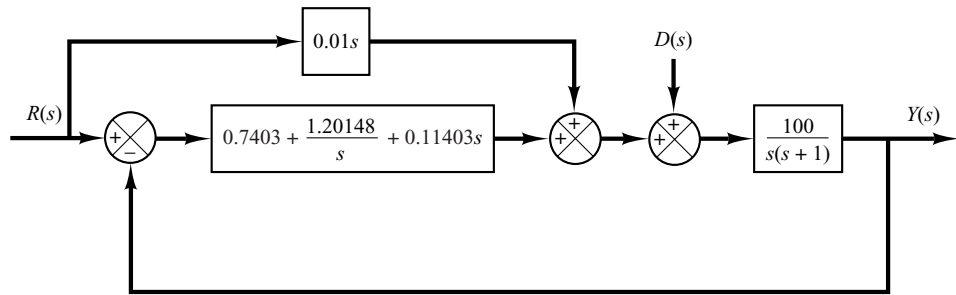 0.01s
D(s)
R(s)
Y(s)
+
−
0.7403 + 1.20148/s + 0.11403s
+
+
+
+
100/s(s + 1)